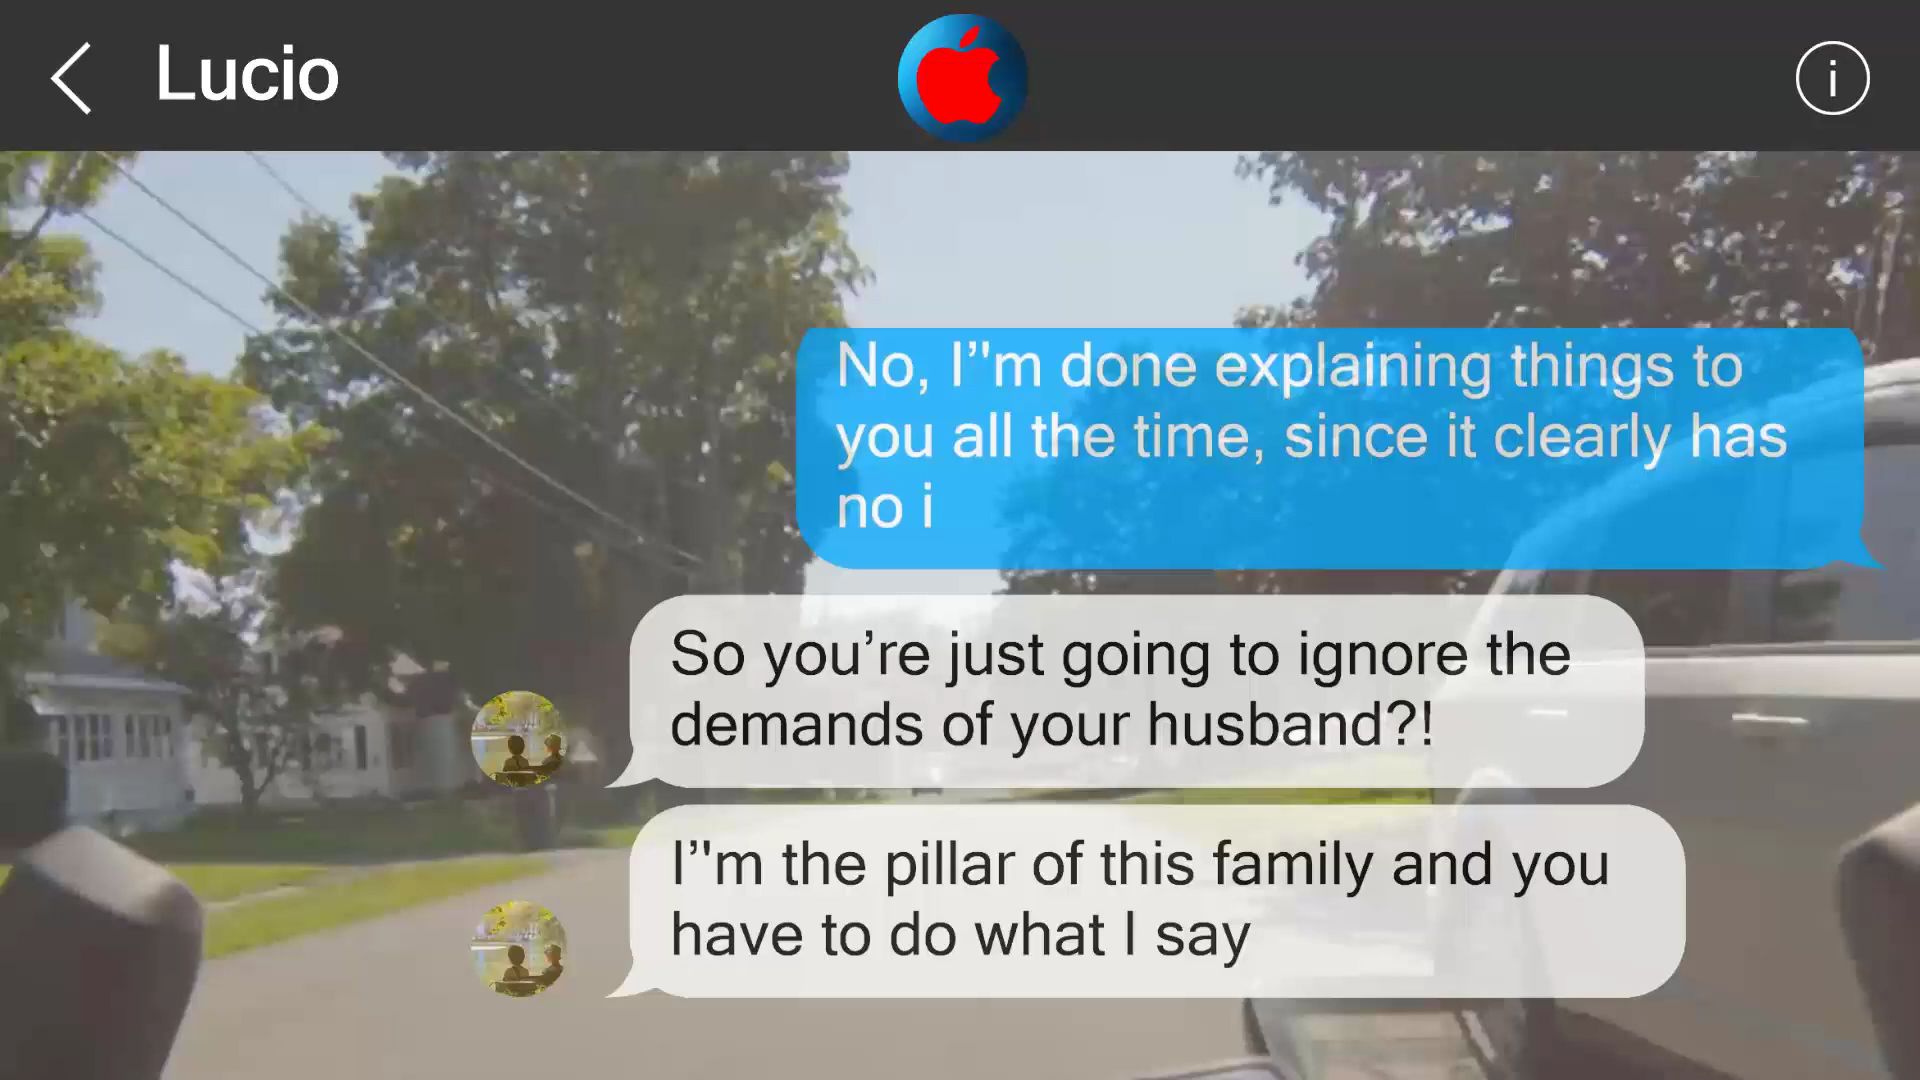 Lucio
i
No, I’'m done explaining things to
you all the time, since it clearly has
no i
So you’re just going to ignore the
demands of your husband?!
I’'m the pillar of this family and you
have to do what I say